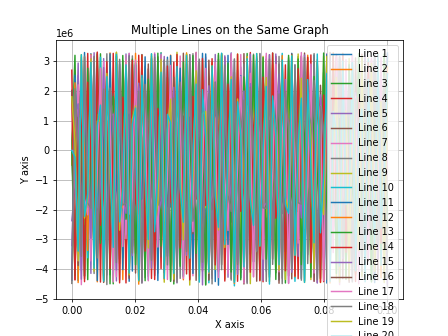 Multiple Lines on the Same Graph
1e6
3
2
1
0
−1
−2
−3
−4
−5
Y axis
0.00
0.02
0.04
0.06
X axis
Line 1
Line 2
Line 3
Line 4
Line 5
Line 6
Line 7
Line 8
Line 9
Line 10
Line 11
Line 12
Line 13
Line 14
Line 15
Line 16
Line 17
Line 18
Line 19
Line 20